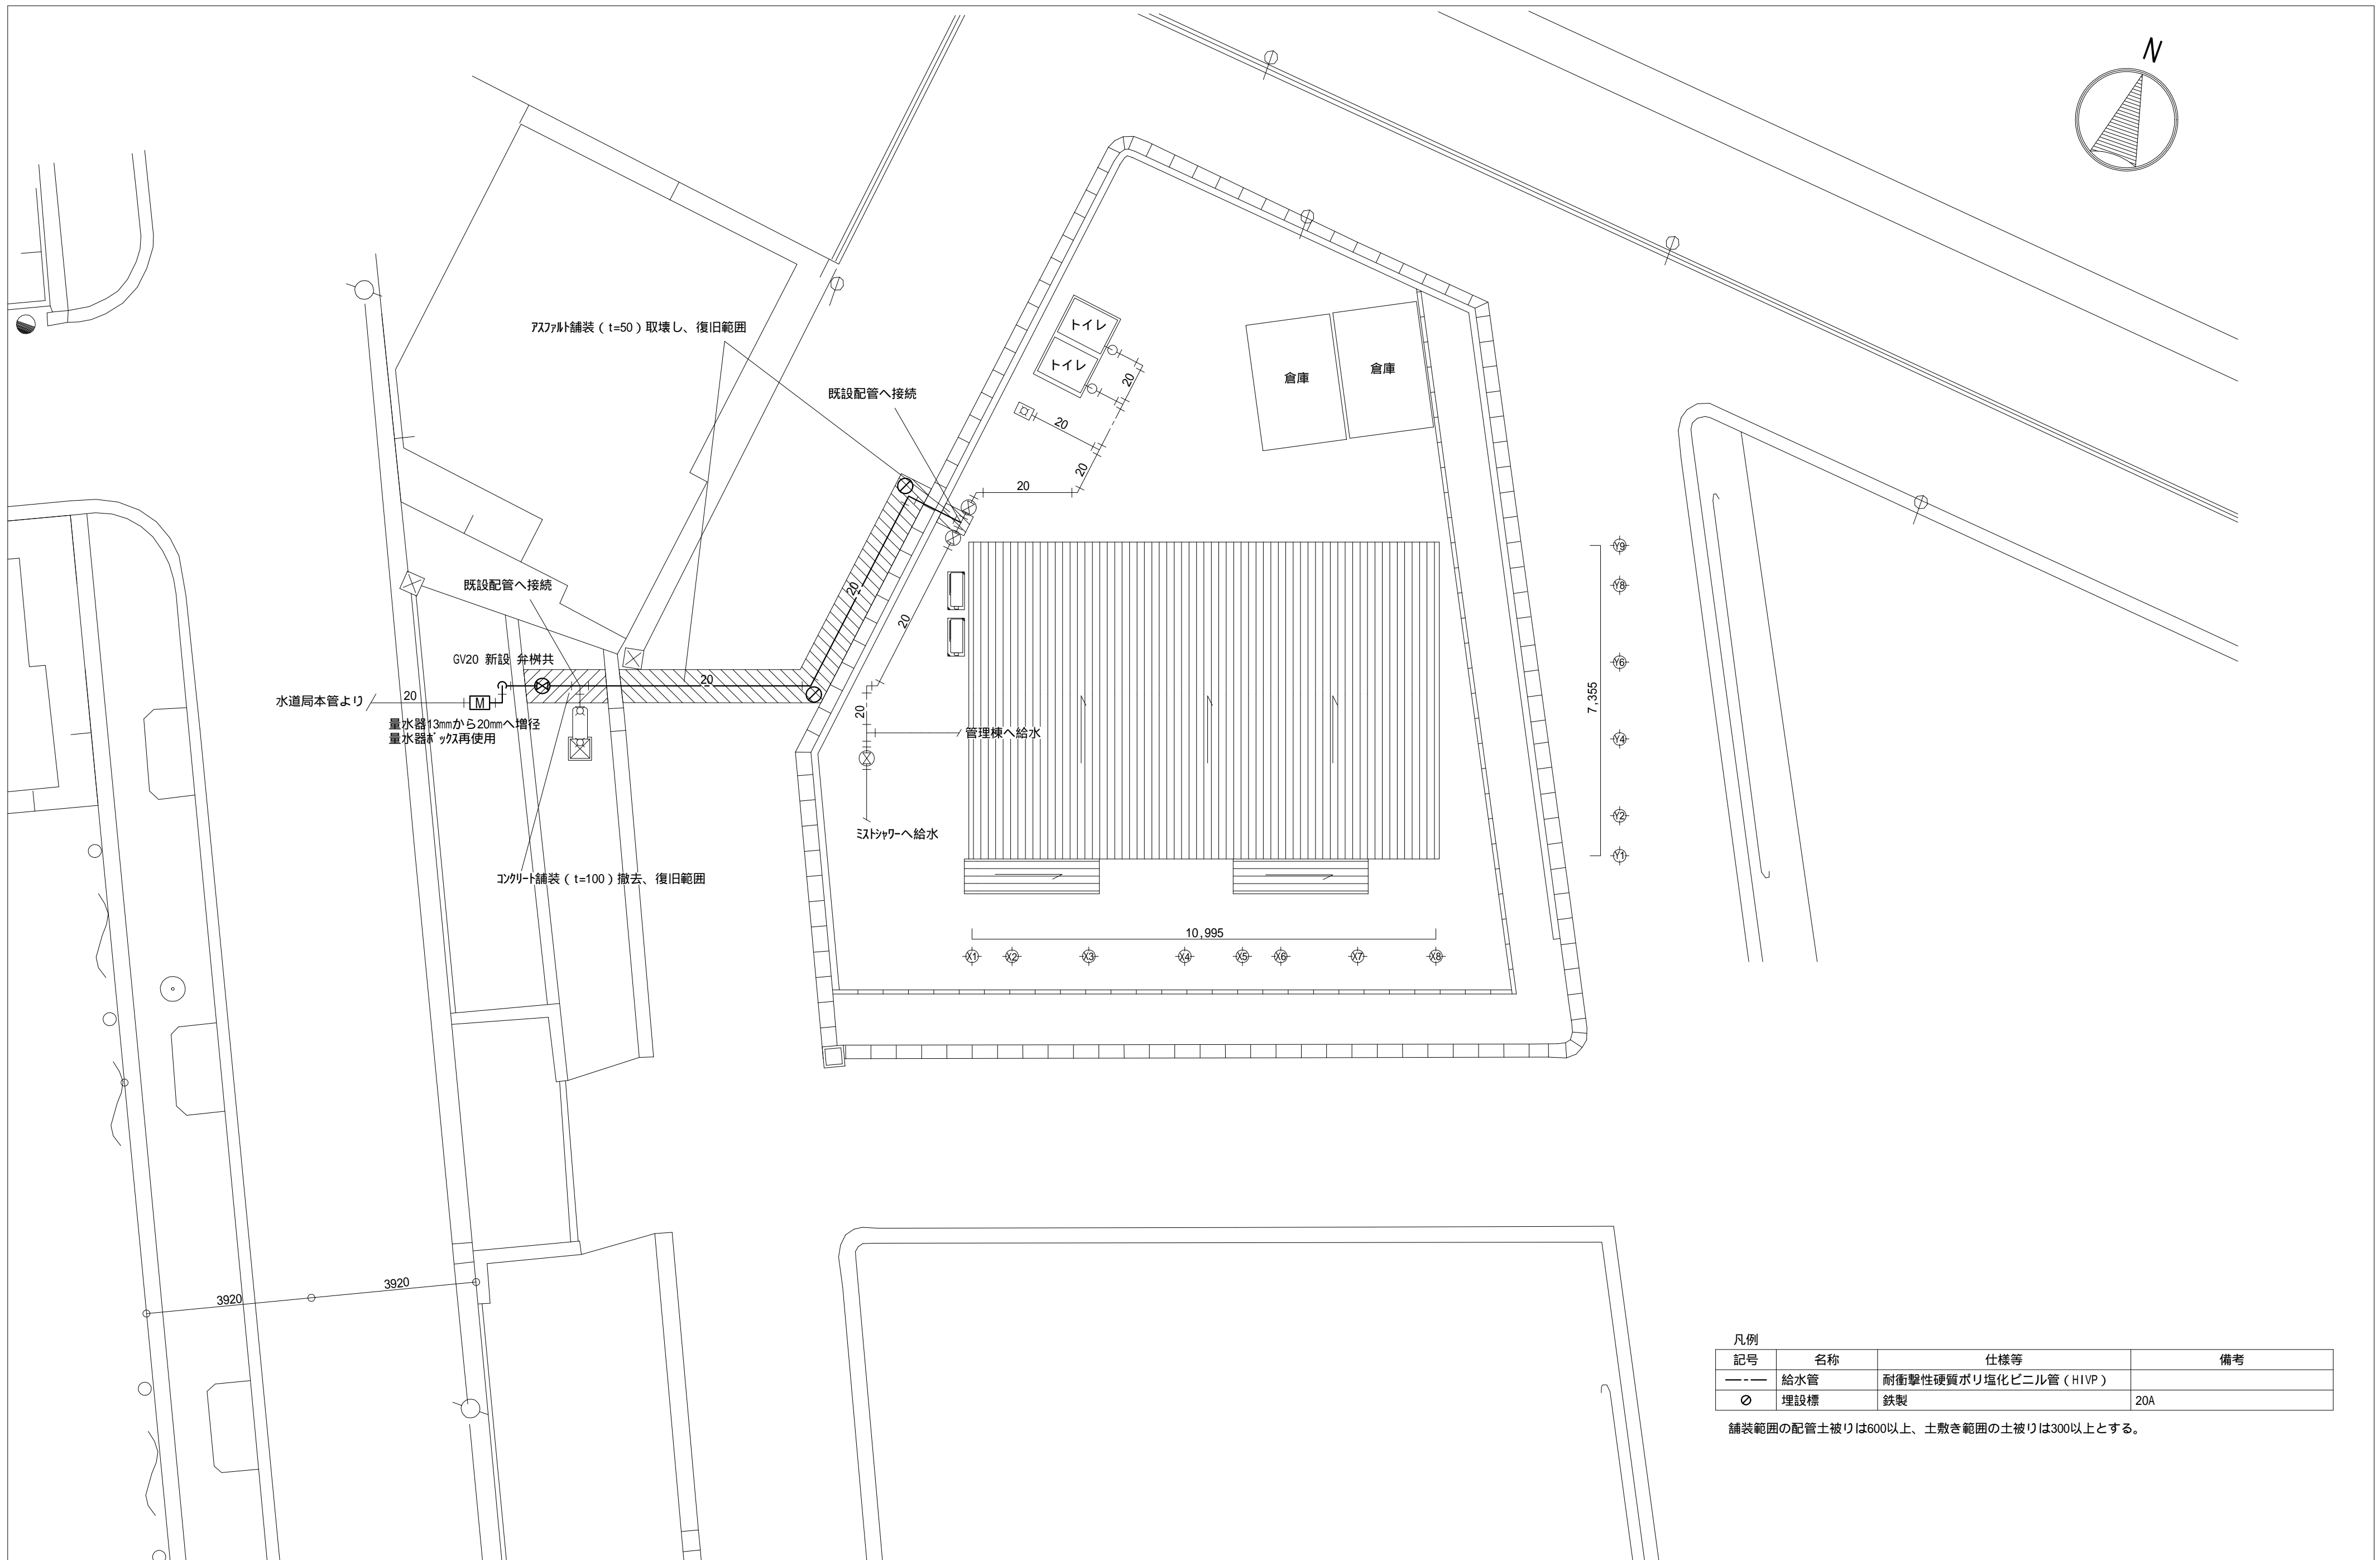 N
アスファルト舗装（t=50）取壊し、復旧範囲
既設配管へ接続
トイレ
トイレ
倉庫
倉庫
20
20
20
20
既設配管へ接続
20
20
GV20 新設 弁桝共
水道局本管より
20
M
20
量水器13mmから20mmへ増径
量水器ボックス再使用
20
管理棟へ給水
ミストシャワーへ給水
コンクリート舗装（t=100）撤去、復旧範囲
Y9
Y8
Y6
7,355
Y4
Y2
Y1
10,995
X1
X2
X3
X4
X5
X6
X7
X8
3920
3920
凡例
記号 名称 仕様等 備考
給水管 耐衝撃性硬質ポリ塩化ビニル管（HIVP）
埋設標 鉄製 20A
舗装範囲の配管土被りは600以上、土敷き範囲の土被りは300以上とする。